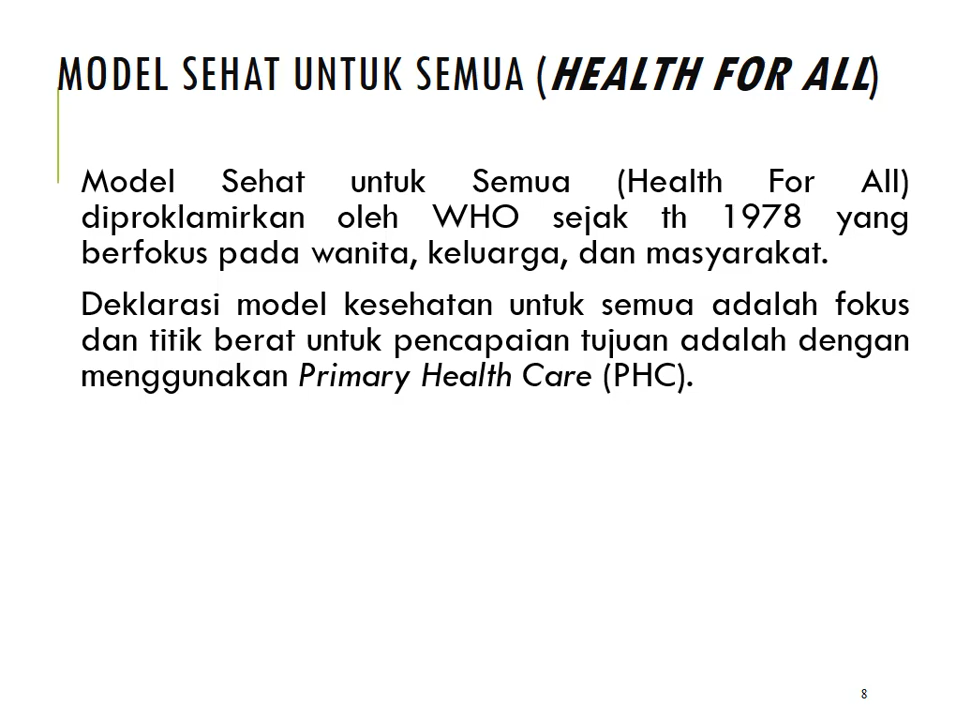 MODEL SEHAT UNTUK SEMUA (HEALTH FOR ALL)
Model Sehat untuk Semua (Health For All)
diproklamirkan oleh WHO sejak th 1978 yang
berfokus pada wanita, keluarga, dan masyarakat.
Deklarasi model kesehatan untuk semua adalah fokus
dan titik berat untuk pencapaian tujuan adalah dengan
menggunakan Primary Health Care (PHC).
8